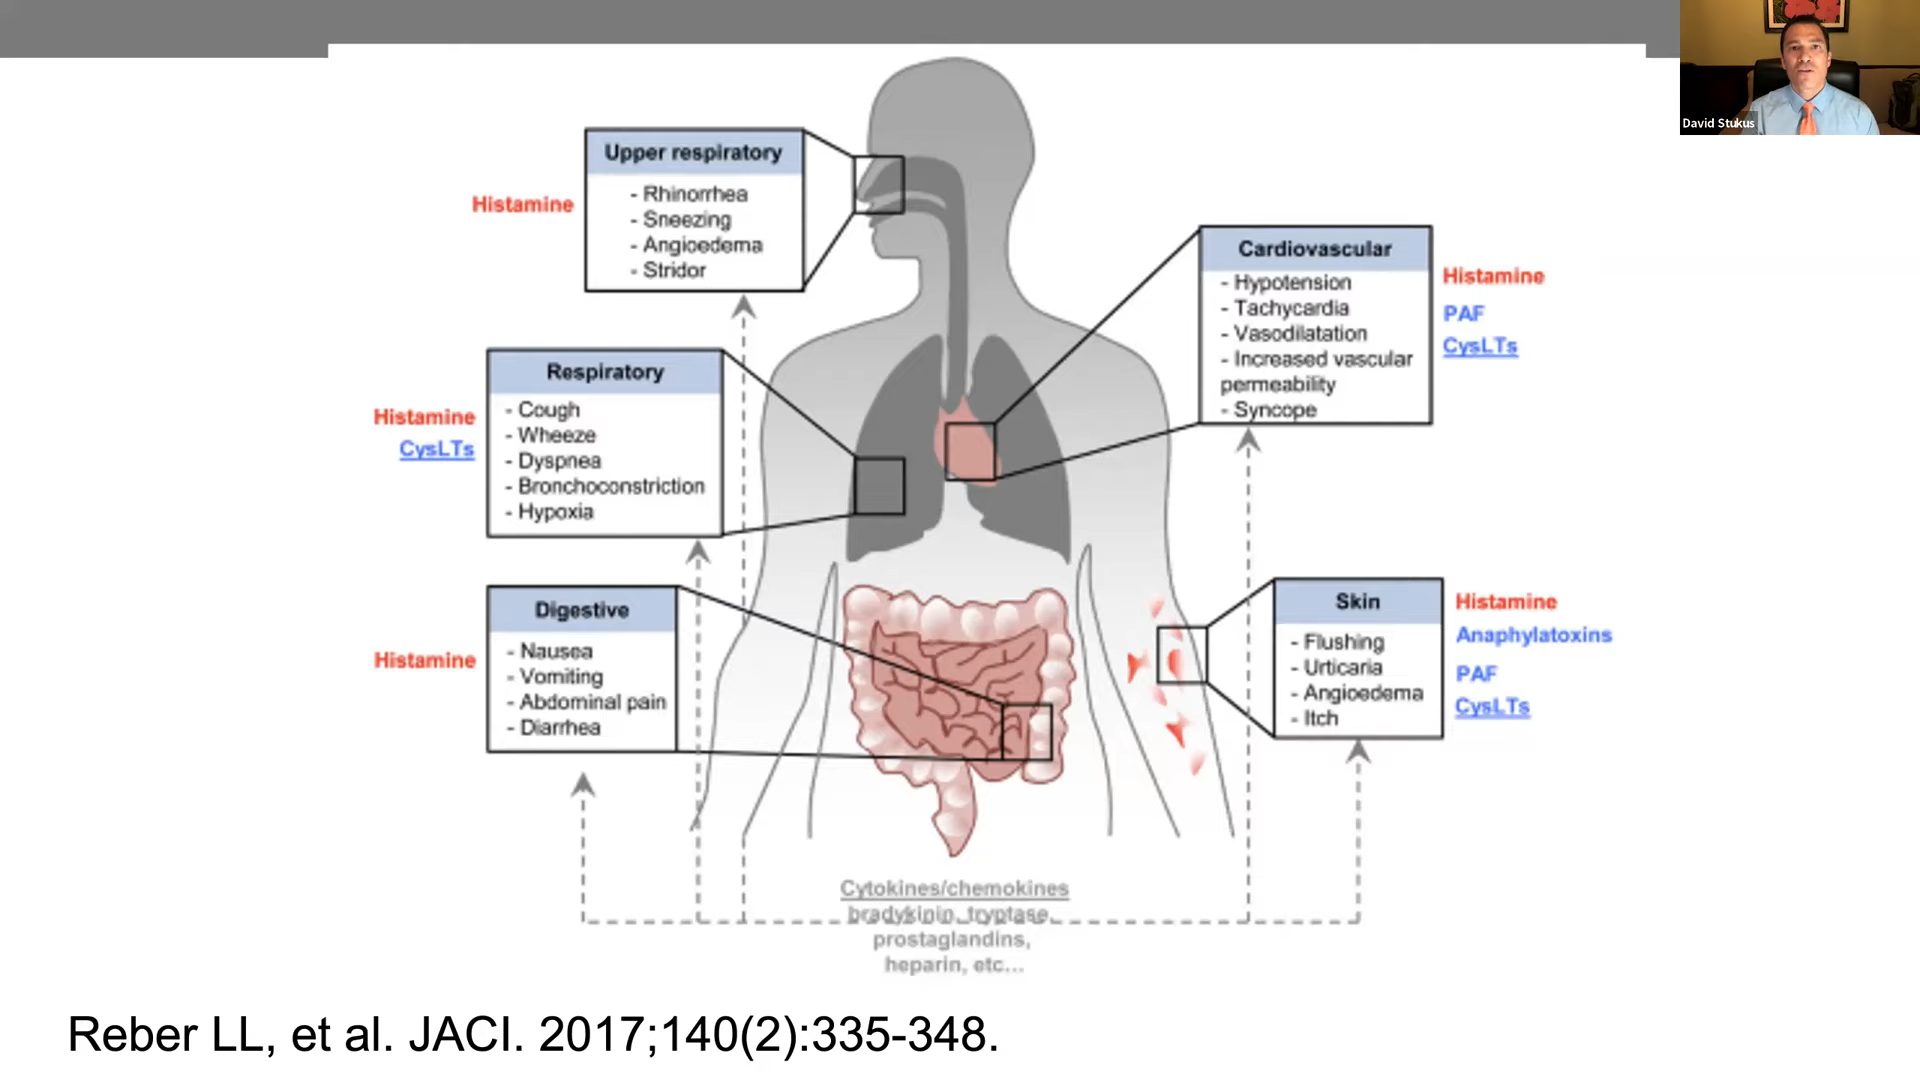 David Stukus
Upper respiratory
- Rhinorrhea
- Sneezing
- Angioedema
- Stridor
Histamine
Cardiovascular
- Hypotension
- Tachycardia
- Vasodilatation
- Increased vascular
permeability
- Syncope
Histamine
PAF
CysLTs
Respiratory
- Cough
- Wheeze
- Dyspnea
- Bronchoconstriction
- Hypoxia
Histamine
CysLTs
Digestive
- Nausea
- Vomiting
- Abdominal pain
- Diarrhea
Histamine
Skin
- Flushing
- Urticaria
- Angioedema
- Itch
Histamine
Anaphylatoxins
PAF
CysLTs
Cytokines/chemokines
bradykinin, tryptase,
prostaglandins,
heparin, etc...
Reber LL, et al. JACI. 2017;140(2):335-348.